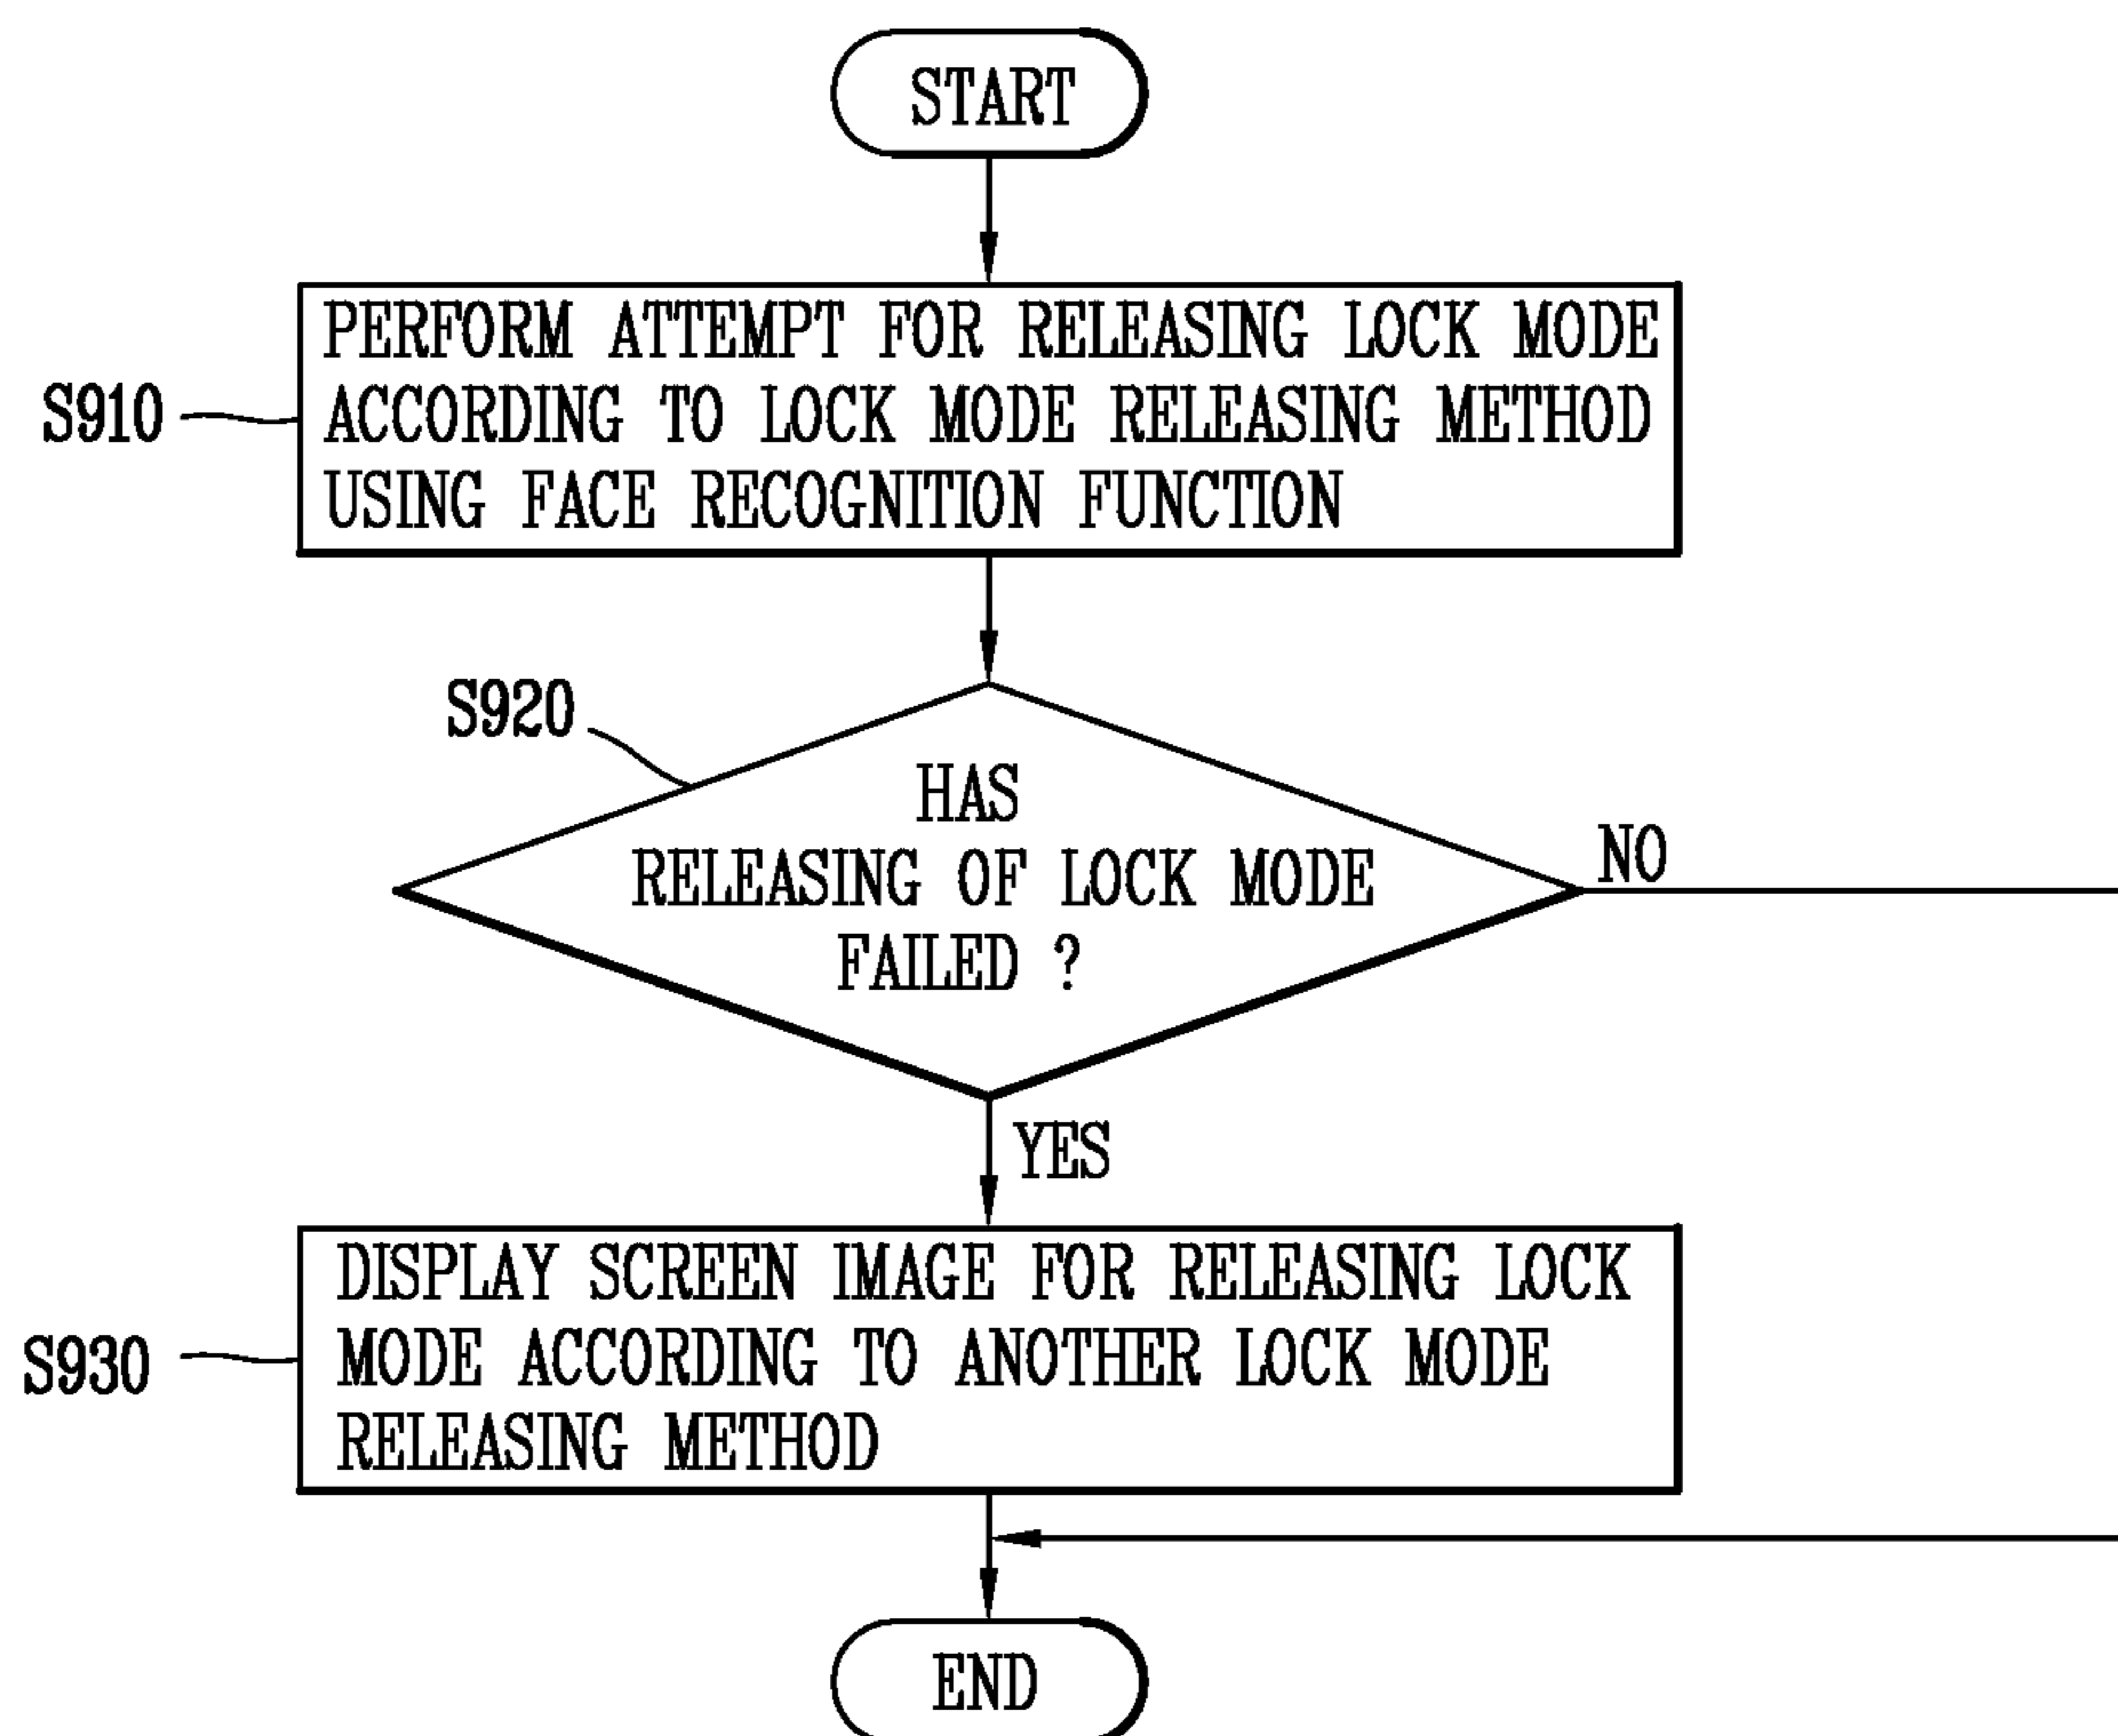 START
PERFORM ATTEMPT FOR RELEASING LOCK MODE
ACCORDING TO LOCK MODE RELEASING METHOD
USING FACE RECOGNITION FUNCTION
S910
S920
HAS
RELEASING OF LOCK MODE
FAILED ?
NO
YES
DISPLAY SCREEN IMAGE FOR RELEASING LOCK
MODE ACCORDING TO ANOTHER LOCK MODE
RELEASING METHOD
S930
END